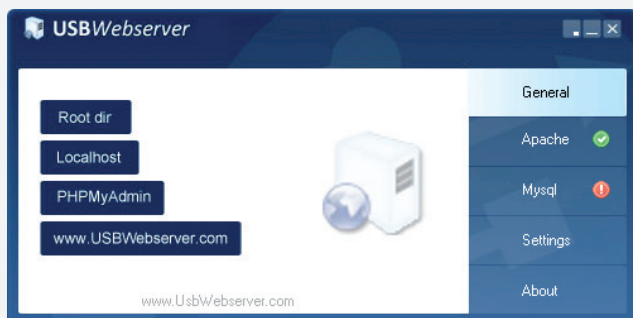 USBWebserver
Root dir
Localhost
PHPMyAdmin
www.USBWebserver.com
www.UsbWebserver.com
General
Apache
Mysql
Settings
About